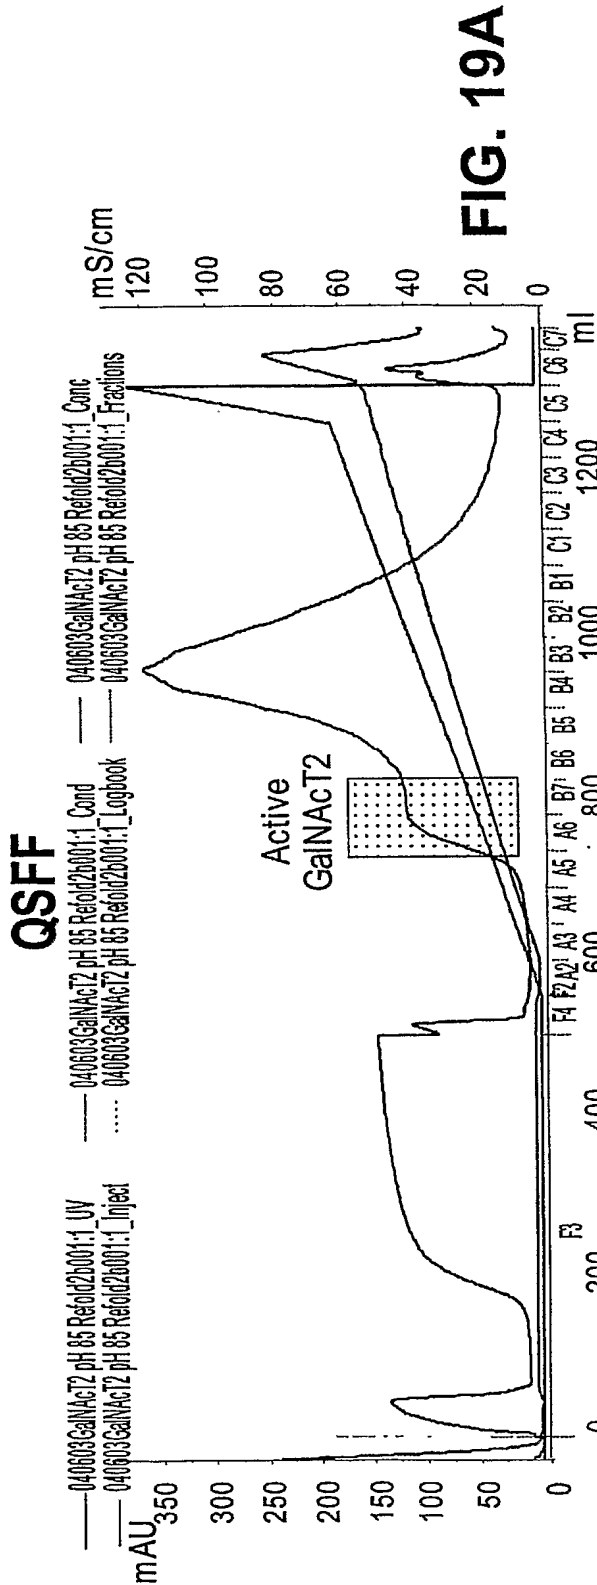 QSFF
040603GalNAcT2 pH 85 Refold2b001:1_UV
040603GalNAcT2 pH 85 Refold2b001:1_Cond
040603GalNAcT2 pH 85 Refold2b001:1_Conc
040603GalNAcT2 pH 85 Refold2b001:1_Inject
040603GalNAcT2 pH 85 Refold2b001:1_Logbook
040603GalNAcT2 pH 85 Refold2b001:1_Fractions
mAU
350
300
250
200
150
100
50
0
Active
GalNAcT2
mS/cm
120
100
80
60
40
20
0
F3 F4 F2 A2 A3 A4 A5 A6 B7 B6 B5 B4 B3 B2 B1 C1 C2 C3 C4 C5 C6 C7
0 200 400 600 800 1000 1200 ml
FIG. 19A